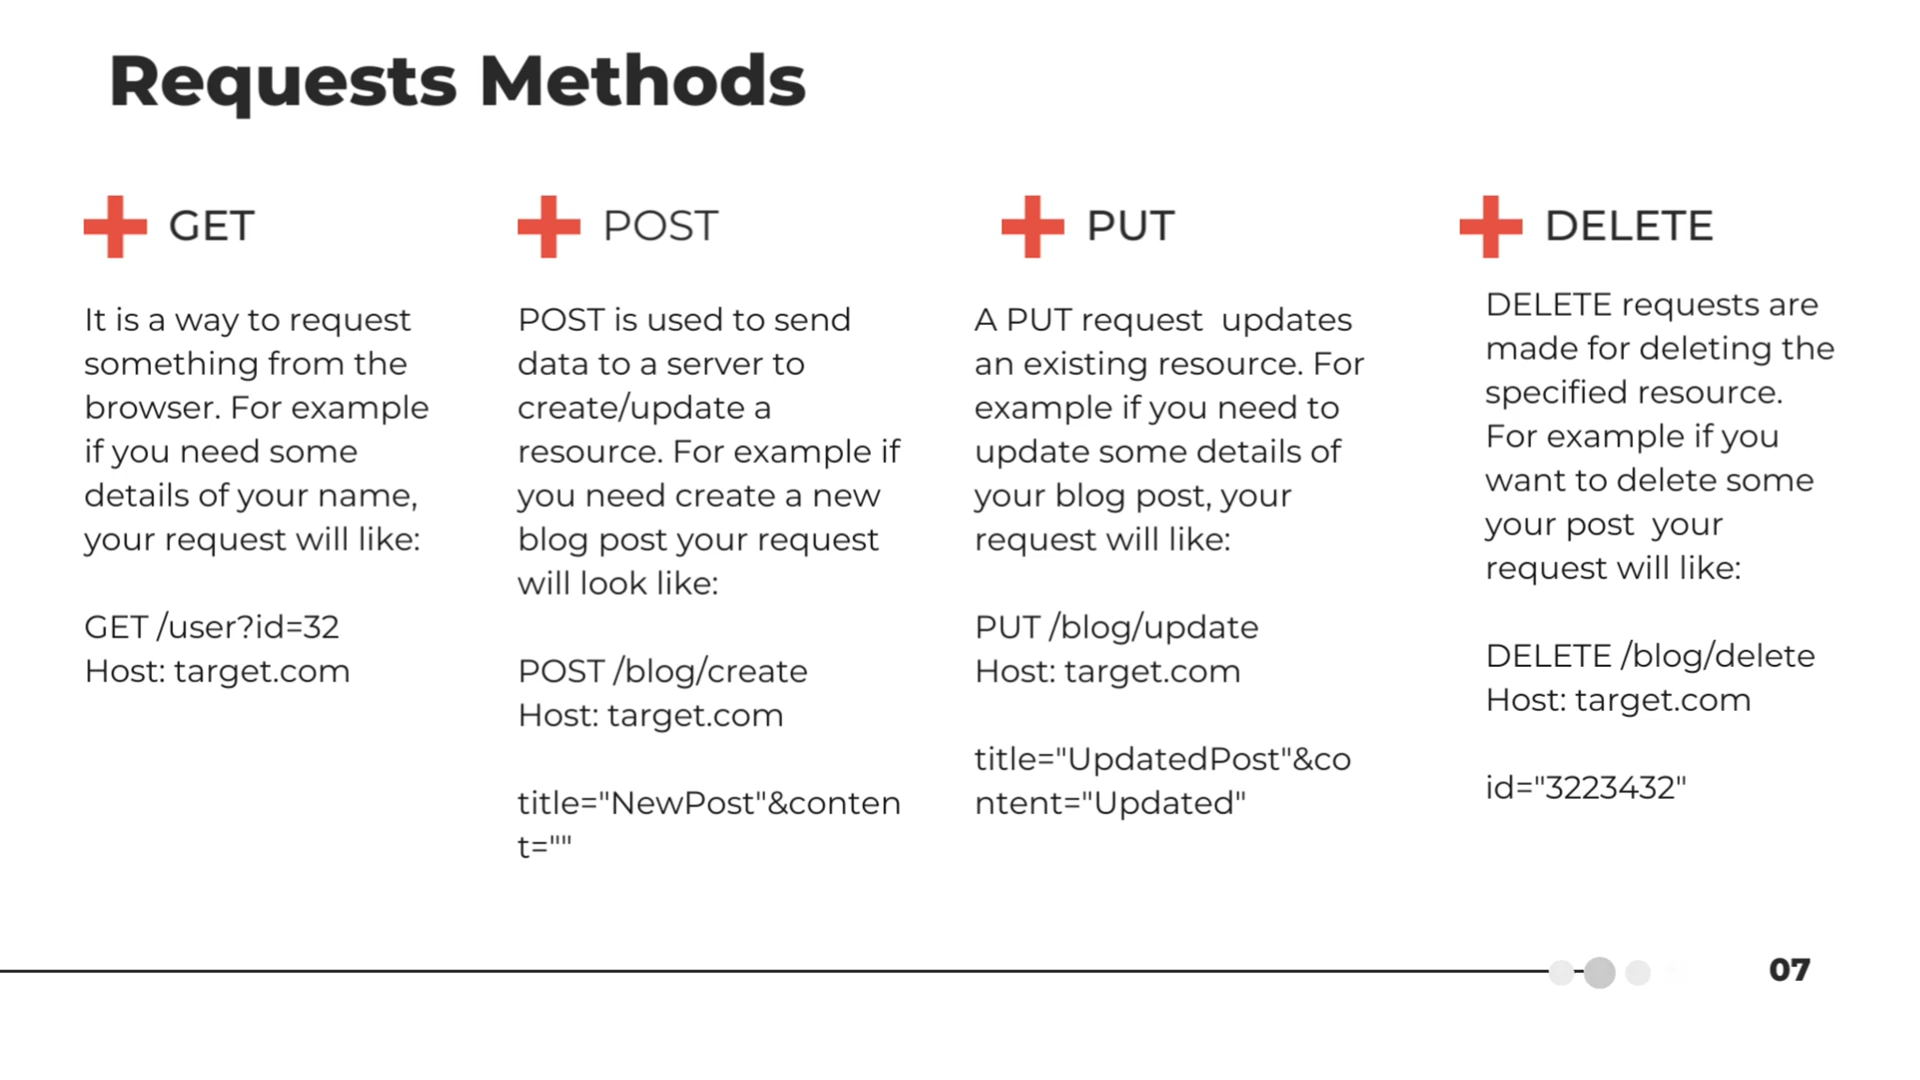 Requests Methods
GET
It is a way to request
something from the
browser. For example
if you need some
details of your name,
your request will like:
GET /user?id=32
Host: target.com
POST
POST is used to send
data to a server to
create/update a
resource. For example if
you need create a new
blog post your request
will look like:
POST /blog/create
Host: target.com
title="NewPost"&conten
t=""
PUT
A PUT request  updates
an existing resource. For
example if you need to
update some details of
your blog post, your
request will like:
PUT /blog/update
Host: target.com
title="UpdatedPost"&co
ntent="Updated"
DELETE
DELETE requests are
made for deleting the
specified resource.
For example if you
want to delete some
your post  your
request will like:
DELETE /blog/delete
Host: target.com
id="3223432"
07